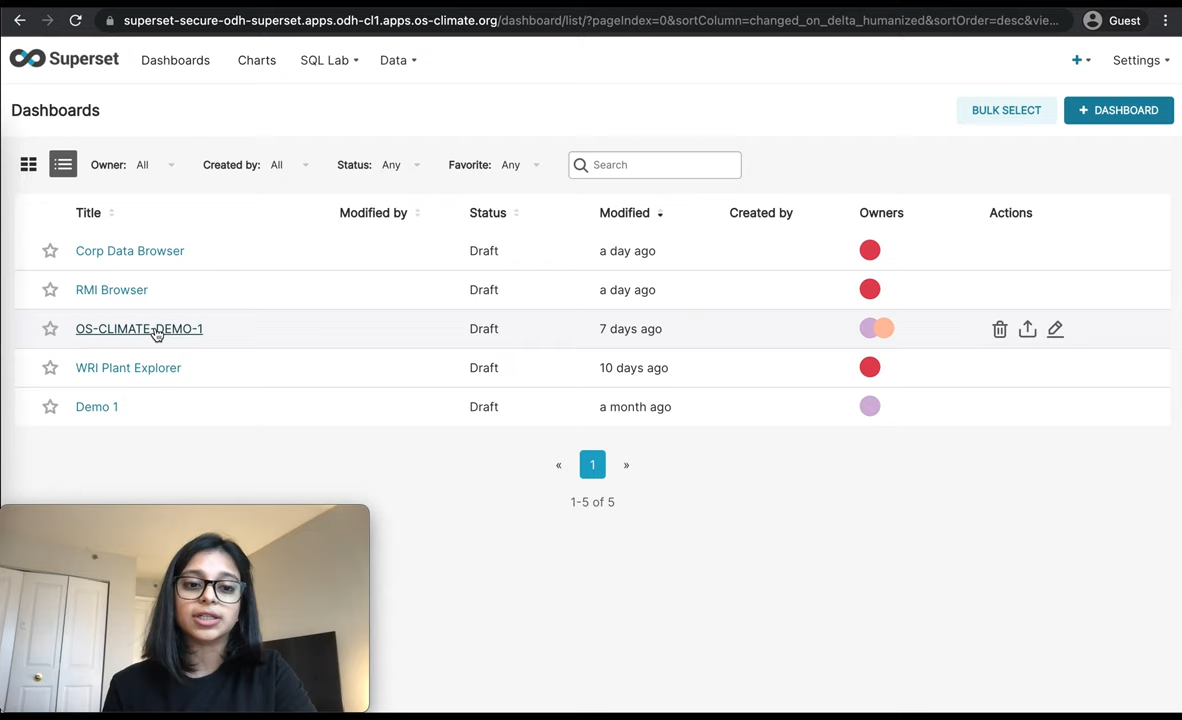 superset-secure-odh-superset.apps.odh-cl1.apps.os-climate.org/dashboard/list/?pageIndex=0&sortColumn=changed_on_delta_humanized&sortOrder=desc&vie... Guest
Superset Dashboards Charts SQL Lab Data Settings
Dashboards BULK SELECT + DASHBOARD
Owner: All Created by: All Status: Any Favorite: Any Search
Title Modified by Status Modified Created by Owners Actions
Corp Data Browser Draft a day ago
RMI Browser Draft a day ago
OS-CLIMATE-DEMO-1 Draft 7 days ago
WRI Plant Explorer Draft 10 days ago
Demo 1 Draft a month ago
« 1 »
1-5 of 5